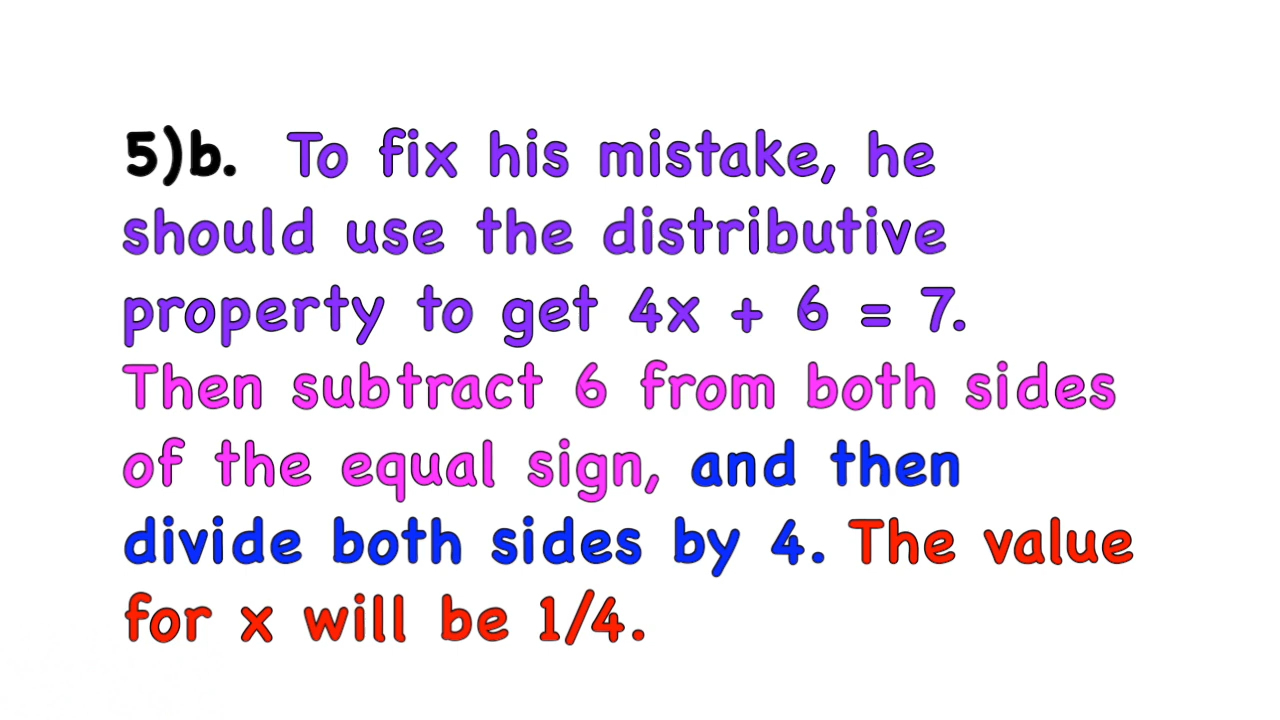 5)b. To fix his mistake, he
should use the distributive
property to get 4x + 6 = 7.
Then subtract 6 from both sides
of the equal sign, and then
divide both sides by 4. The value
for x will be 1/4.